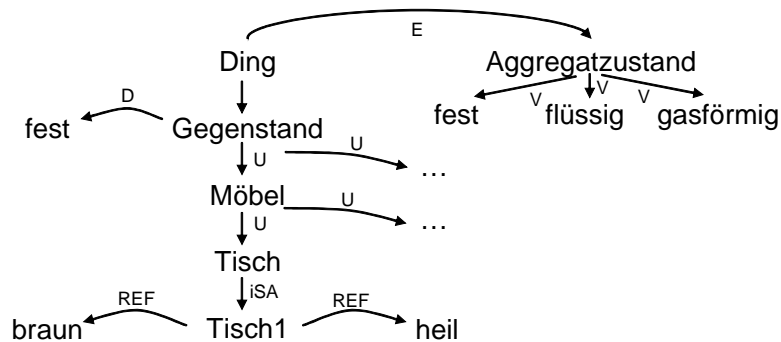 E
Ding Aggregatzustand
D V V V
fest Gegenstand fest flüssig gasförmig
U U
...
Möbel
U U
...
Tisch
iSA
REF REF
braun Tisch1 heil